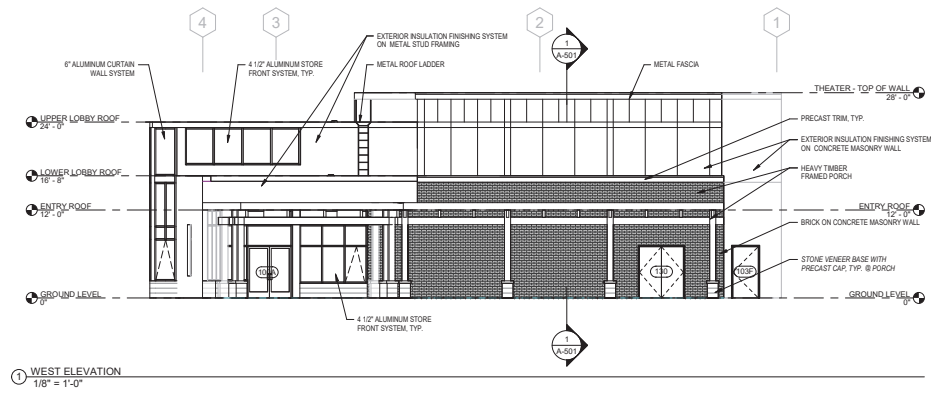 4
3
2
1
1
A-501
EXTERIOR INSULATION FINISHING SYSTEM
ON METAL STUD FRAMING
6" ALUMINUM CURTAIN
WALL SYSTEM
4 1/2" ALUMINUM STORE
FRONT SYSTEM, TYP.
METAL ROOF LADDER
METAL FASCIA
THEATER - TOP OF WALL
28' - 0"
UPPER LOBBY ROOF
24' - 0"
PRECAST TRIM, TYP.
EXTERIOR INSULATION FINISHING SYSTEM
ON CONCRETE MASONRY WALL
LOWER LOBBY ROOF
16' - 8"
HEAVY TIMBER
FRAMED PORCH
ENTRY ROOF
12' - 0"
ENTRY ROOF
12' - 0"
BRICK ON CONCRETE MASONRY WALL
STONE VENEER BASE WITH
PRECAST CAP, TYP. @ PORCH
100A
130
103F
GROUND LEVEL
0"
GROUND LEVEL
0"
4 1/2" ALUMINUM STORE
FRONT SYSTEM, TYP.
1
A-501
1
WEST ELEVATION
1/8" = 1'-0"